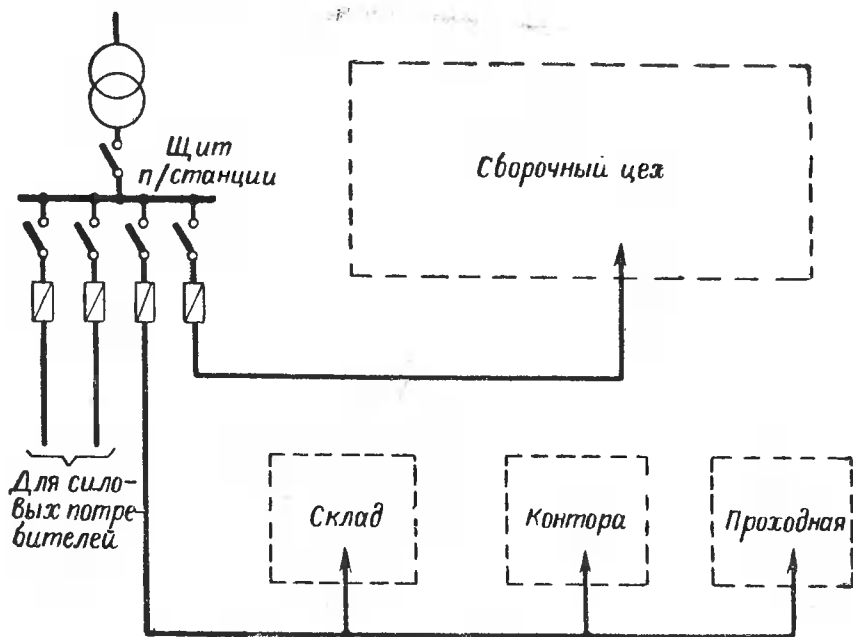 Щит
п/станции
Сборочный цех
Для сило-
вых потре-
бителей
Склад
Контора
Проходная